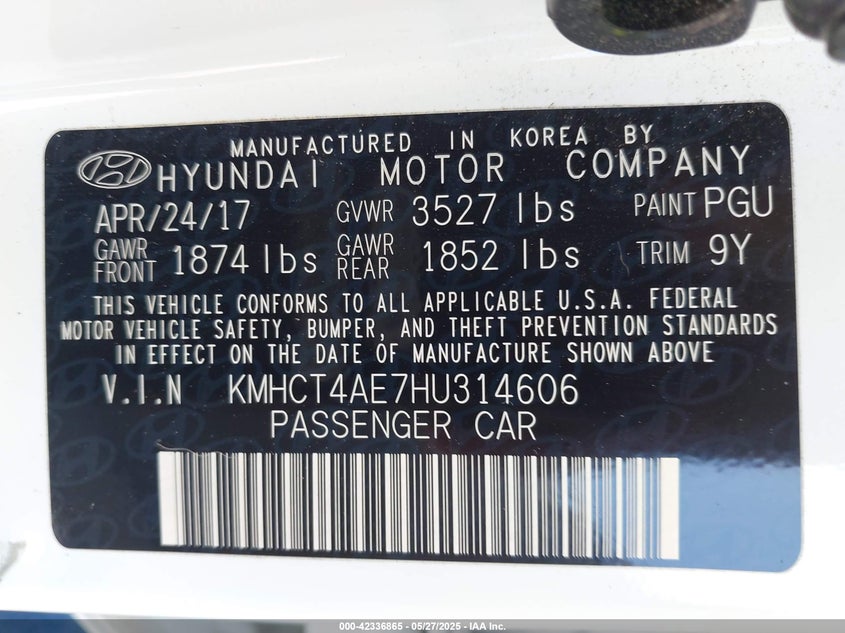 MANUFACTURED IN KOREA BY
HYUNDAI MOTOR COMPANY
APR/24/17 GVWR 3527 lbs PAINT PGU
GAWR FRONT 1874 lbs GAWR REAR 1852 lbs TRIM 9Y
THIS VEHICLE CONFORMS TO ALL APPLICABLE U.S.A. FEDERAL
MOTOR VEHICLE SAFETY, BUMPER, AND THEFT PREVENTION STANDARDS
IN EFFECT ON THE DATE OF MANUFACTURE SHOWN ABOVE
V.I.N KMHCT4AE7HU314606
PASSENGER CAR
000-42336865 - 05/27/2025 - IAA Inc.